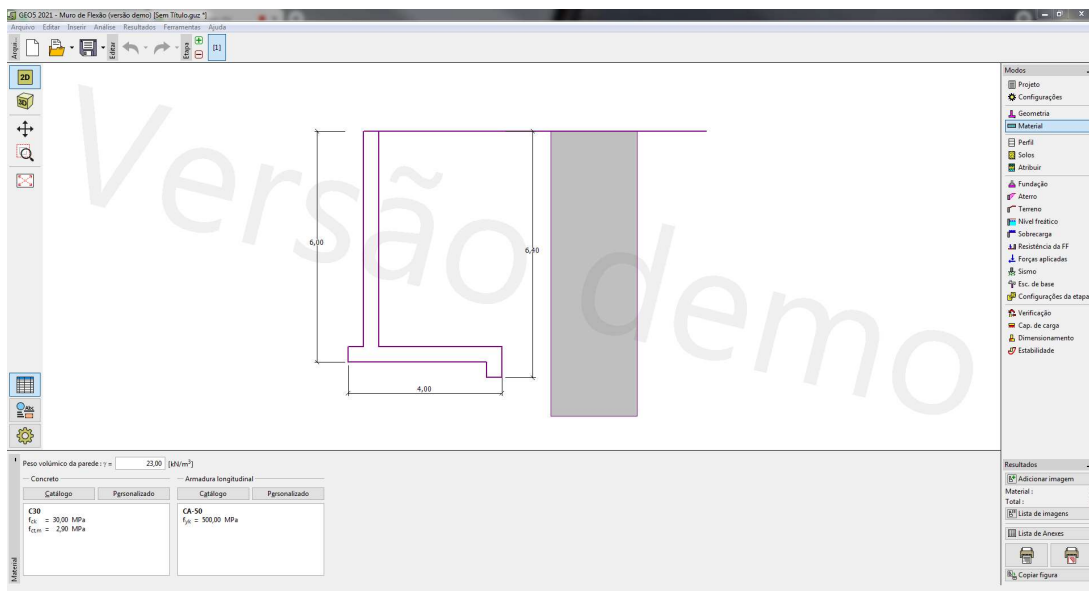 GEO5 2021 - Muro de Flexão (versão demo) [Sem Título.guz *]
Arquivo Editar Inserir Análise Resultados Ferramentas Ajuda
Arqui... Editar Etapa [1]
2D
3D
Versão demo
6,00
6,40
4,00
Modos
Projeto
Configurações
Geometria
Material
Perfil
Solos
Atribuir
Fundação
Aterro
Terreno
Nível freático
Sobrecarga
Resistência da FF
Forças aplicadas
Sismo
Esc. de base
Configurações da etapa
Verificação
Cap. de carga
Dimensionamento
Estabilidade
Material
Peso volúmico da parede : γ = 23,00 [kN/m³]
Concreto
Catálogo Personalizado
C30
fck = 30,00 MPa
fct.m = 2,90 MPa
Armadura longitudinal
Catálogo Personalizado
CA-50
fyk = 500,00 MPa
Resultados
Adicionar imagem
Material :
Total :
Lista de imagens
Lista de Anexos
Copiar figura